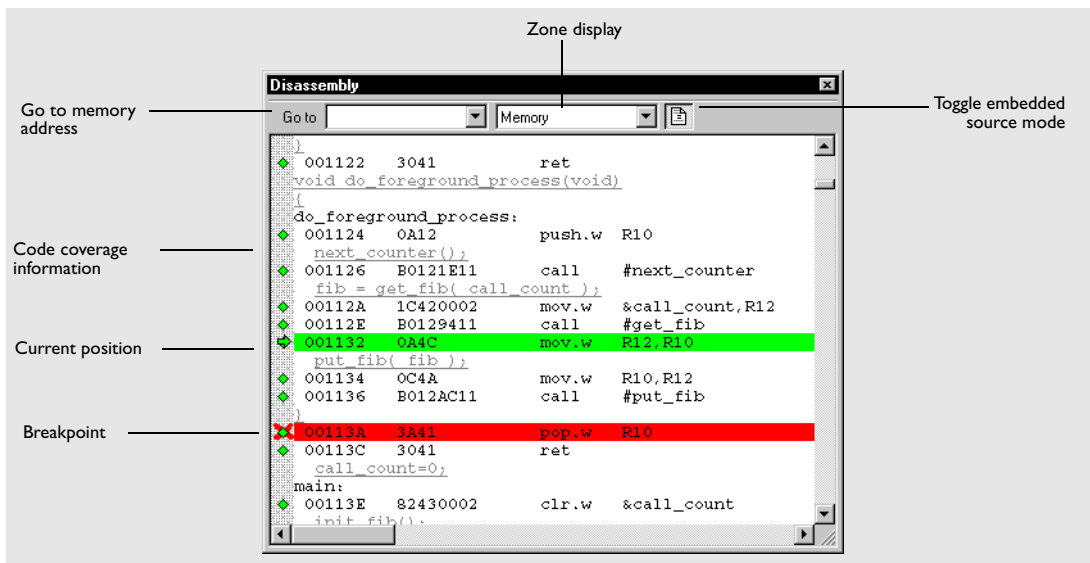 Zone display
Disassembly
Go to memory
address
Go to
Memory
Toggle embedded
source mode
}
001122 3041 ret
void do_foreground_process(void)
{
do_foreground_process:
001124 0A12 push.w R10
Code coverage
information
next_counter();
001126 B0121E11 call #next_counter
fib = get_fib( call_count );
00112A 1C420002 mov.w &call_count,R12
00112E B0129411 call #get_fib
Current position
001132 0A4C mov.w R12,R10
put_fib( fib );
001134 0C4A mov.w R10,R12
001136 B012AC11 call #put_fib
}
Breakpoint
00113A 3A41 pop.w R10
00113C 3041 ret
call_count=0;
main:
00113E 82430002 clr.w &call_count
init_fib();